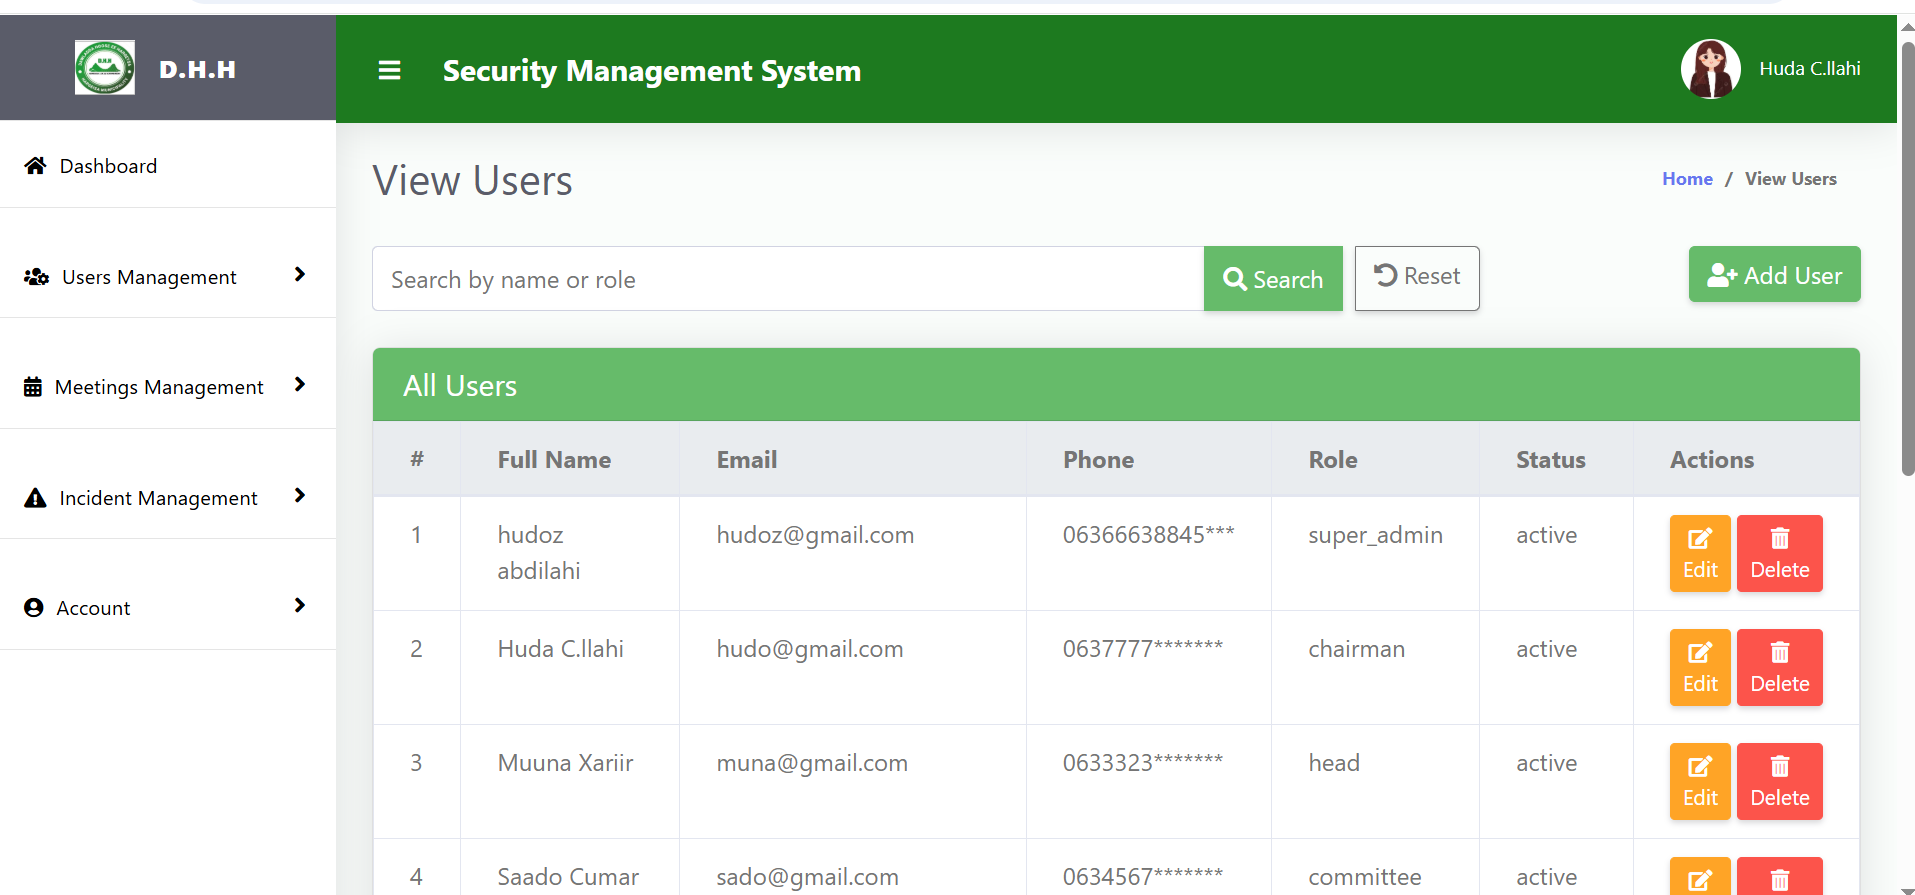 D.H.H
Security Management System
Huda C.llahi
Dashboard
Users Management
Meetings Management
Incident Management
Account
View Users
Home / View Users
Search by name or role
Search
Reset
Add User
All Users
# Full Name Email Phone Role Status Actions
1 hudoz abdilahi hudoz@gmail.com 06366638845*** super_admin active Edit Delete
2 Huda C.llahi hudo@gmail.com 0637777******* chairman active Edit Delete
3 Muuna Xariir muna@gmail.com 0633323******* head active Edit Delete
4 Saado Cumar sado@gmail.com 0634567******* committee active